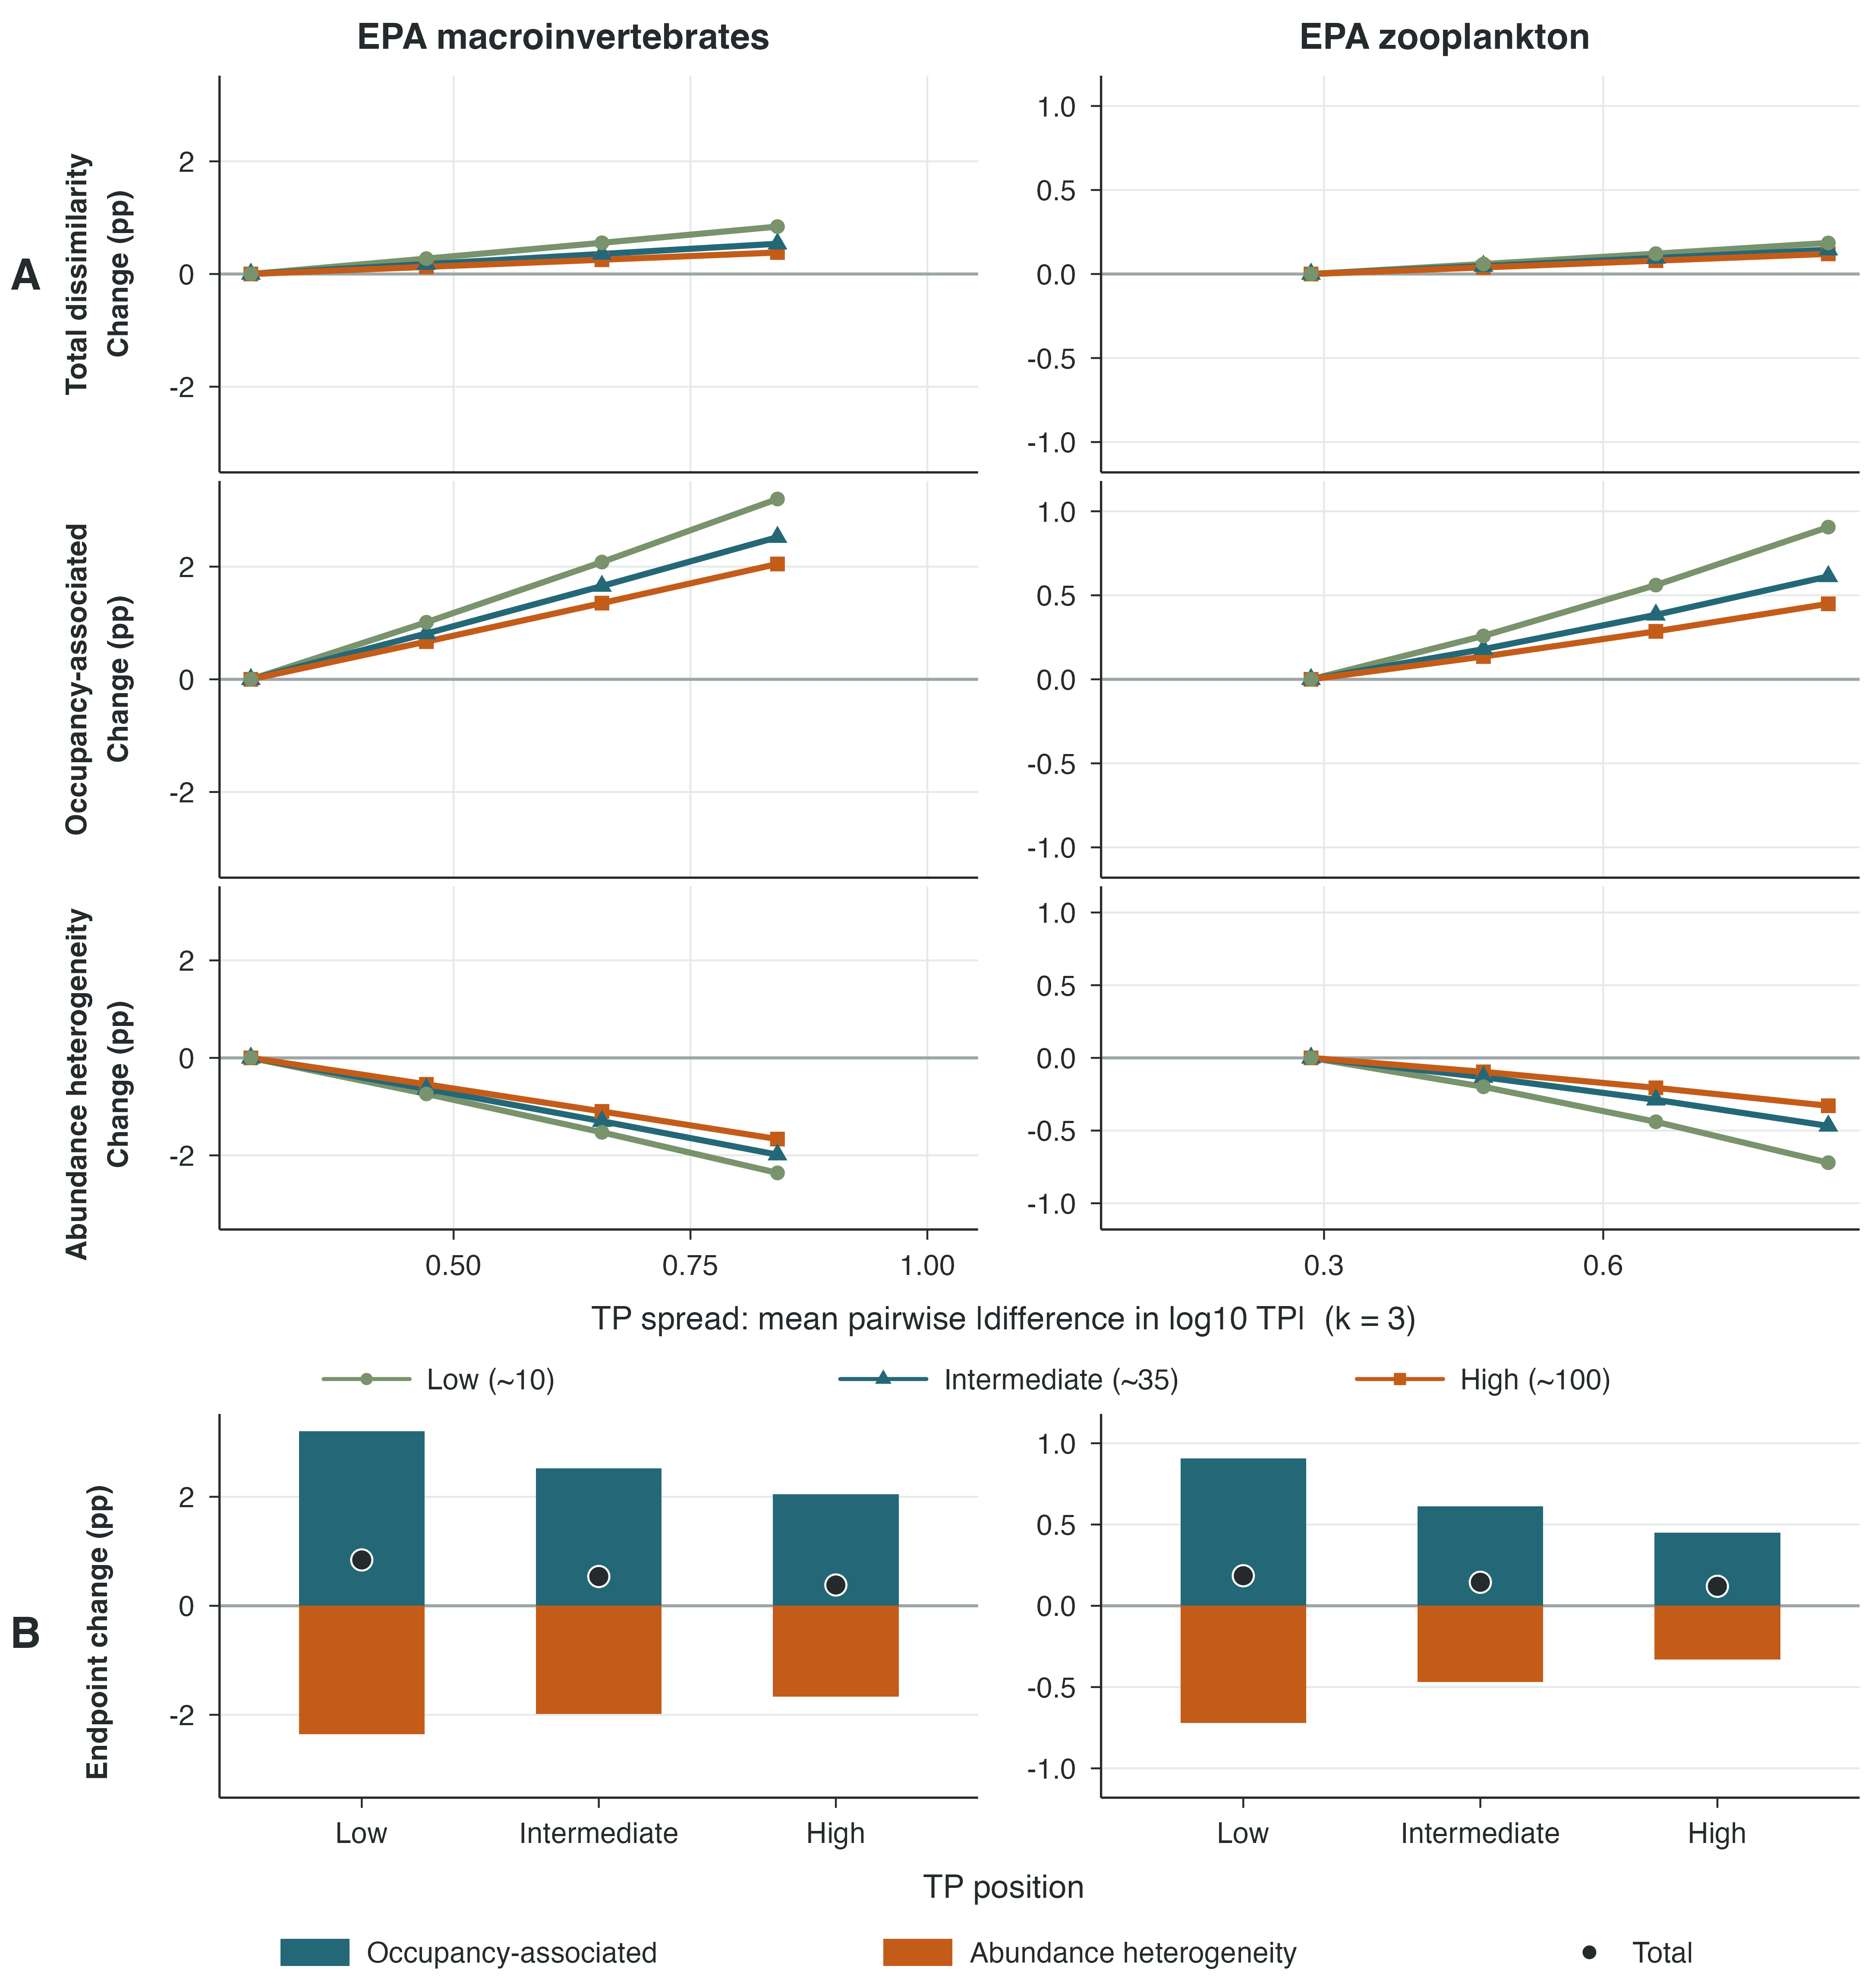 EPA macroinvertebrates
EPA zooplankton
A
Total dissimilarity
Change (pp)
2
0
-2
1.0
0.5
0.0
-0.5
-1.0
Occupancy-associated
Change (pp)
2
0
-2
1.0
0.5
0.0
-0.5
-1.0
Abundance heterogeneity
Change (pp)
2
0
-2
1.0
0.5
0.0
-0.5
-1.0
0.50
0.75
1.00
0.3
0.6
TP spread: mean pairwise |difference in log10 TP| (k = 3)
Low (~10)
Intermediate (~35)
High (~100)
B
Endpoint change (pp)
2
0
-2
1.0
0.5
0.0
-0.5
-1.0
Low
Intermediate
High
Low
Intermediate
High
TP position
Occupancy-associated
Abundance heterogeneity
Total